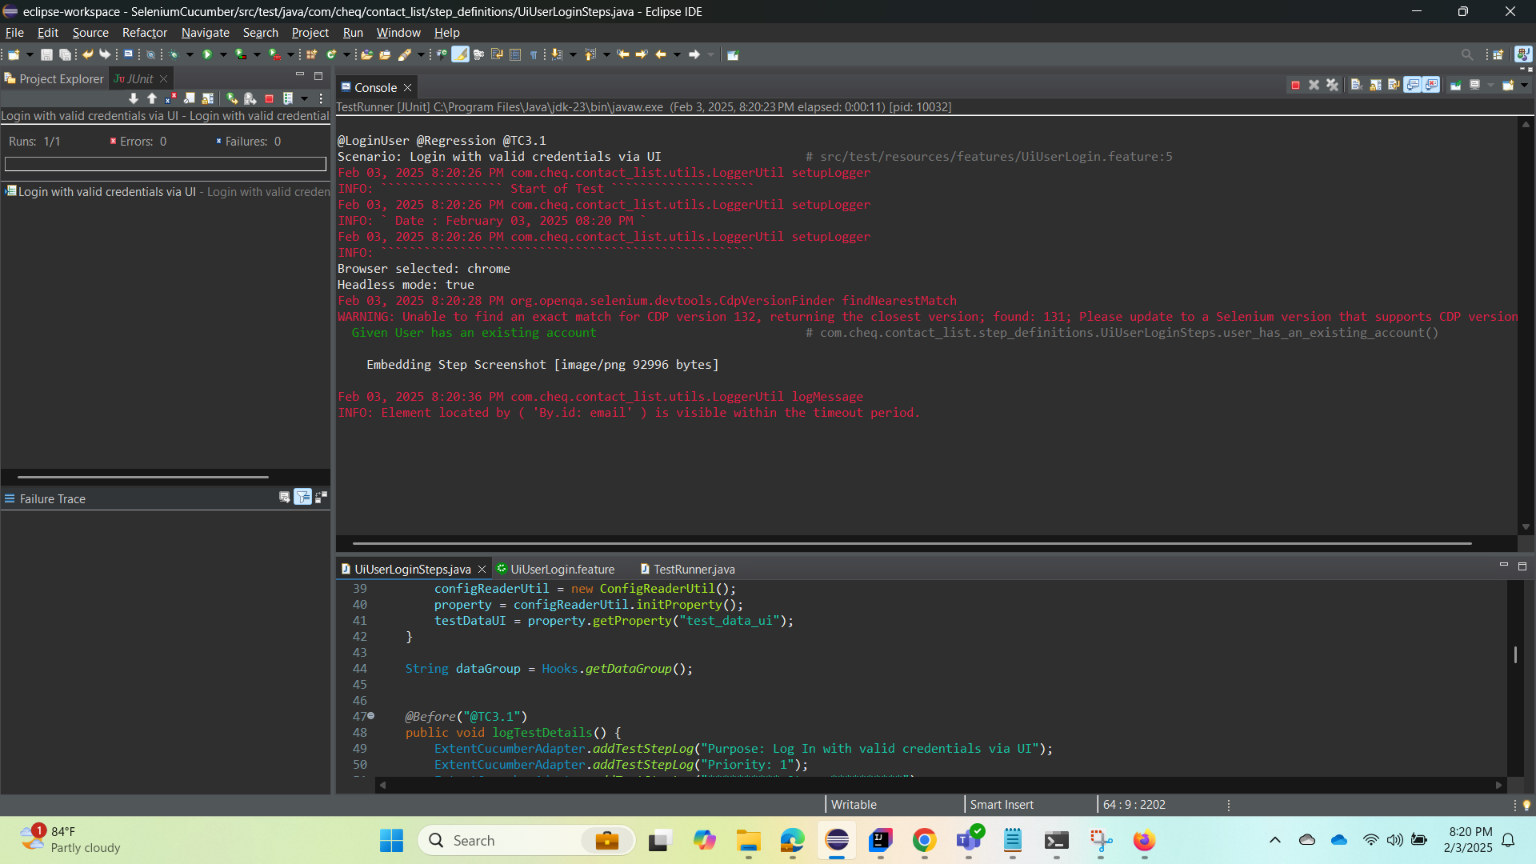 eclipse-workspace - SeleniumCucumber/src/test/java/com/cheq/contact_list/step_definitions/UiUserLoginSteps.java - Eclipse IDE
File Edit Source Refactor Navigate Search Project Run Window Help
Project Explorer JUnit
Console
TestRunner [JUnit] C:\Program Files\Java\jdk-23\bin\javaw.exe (Feb 3, 2025, 8:20:23 PM elapsed: 0:00:11) [pid: 10032]
Login with valid credentials via UI - Login with valid credential
Runs: 1/1 Errors: 0 Failures: 0
Login with valid credentials via UI - Login with valid creden
@LoginUser @Regression @TC3.1
Scenario: Login with valid credentials via UI # src/test/resources/features/UiUserLogin.feature:5
Feb 03, 2025 8:20:26 PM com.cheq.contact_list.utils.LoggerUtil setupLogger
INFO: ````````````````` Start of Test ````````````````````
Feb 03, 2025 8:20:26 PM com.cheq.contact_list.utils.LoggerUtil setupLogger
INFO: ` Date : February 03, 2025 08:20 PM `
Feb 03, 2025 8:20:26 PM com.cheq.contact_list.utils.LoggerUtil setupLogger
INFO: ````````````````````````````````````````````````````
Browser selected: chrome
Headless mode: true
Feb 03, 2025 8:20:28 PM org.openqa.selenium.devtools.CdpVersionFinder findNearestMatch
WARNING: Unable to find an exact match for CDP version 132, returning the closest version; found: 131; Please update to a Selenium version that supports CDP version
Given User has an existing account # com.cheq.contact_list.step_definitions.UiUserLoginSteps.user_has_an_existing_account()
Embedding Step Screenshot [image/png 92996 bytes]
Feb 03, 2025 8:20:36 PM com.cheq.contact_list.utils.LoggerUtil logMessage
INFO: Element located by ( 'By.id: email' ) is visible within the timeout period.
Failure Trace
UiUserLoginSteps.java UiUserLogin.feature TestRunner.java
39 configReaderUtil = new ConfigReaderUtil();
40 property = configReaderUtil.initProperty();
41 testDataUI = property.getProperty("test_data_ui");
42 }
43
44 String dataGroup = Hooks.getDataGroup();
45
46
47 @Before("@TC3.1")
48 public void logTestDetails() {
49 ExtentCucumberAdapter.addTestStepLog("Purpose: Log In with valid credentials via UI");
50 ExtentCucumberAdapter.addTestStepLog("Priority: 1");
Writable Smart Insert 64 : 9 : 2202
1
84°F
Partly cloudy
Search
8:20 PM
2/3/2025